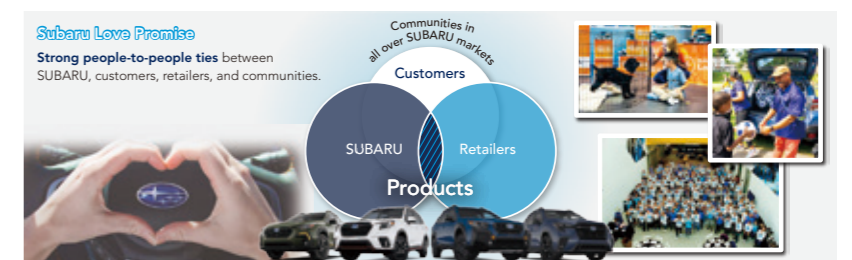 Subaru Love Promise
Strong people-to-people ties between
SUBARU, customers, retailers, and communities.
Communities in
all over SUBARU markets
Customers
SUBARU
Retailers
Products